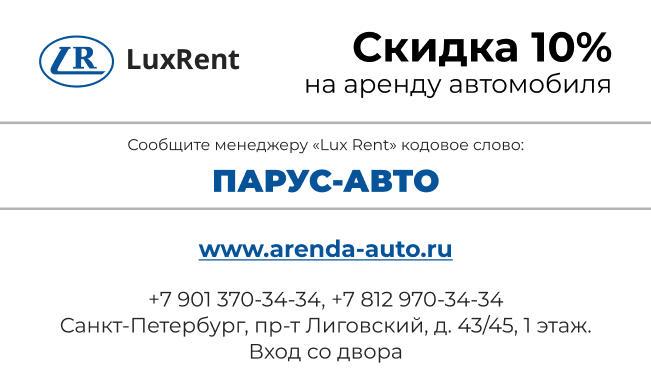 LR LuxRent
Скидка 10%
на аренду автомобиля
Сообщите менеджеру «Lux Rent» кодовое слово:
ПАРУС-АВТО
www.arenda-auto.ru
+7 901 370-34-34, +7 812 970-34-34
Санкт-Петербург, пр-т Лиговский, д. 43/45, 1 этаж.
Вход со двора